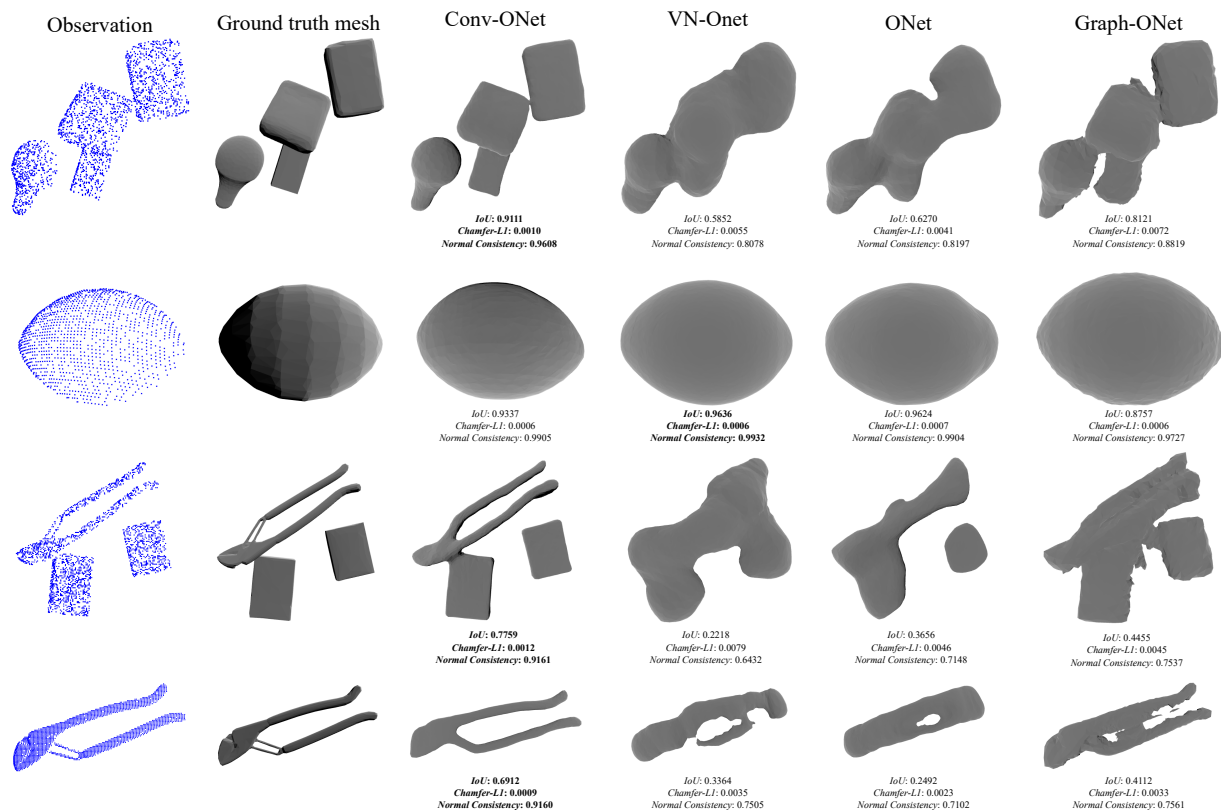 Observation
Ground truth mesh
Conv-ONet
VN-Onet
ONet
Graph-ONet
IoU: 0.9111
Chamfer-L1: 0.0010
Normal Consistency: 0.9608
IoU: 0.5852
Chamfer-L1: 0.0055
Normal Consistency: 0.8078
IoU: 0.6270
Chamfer-L1: 0.0041
Normal Consistency: 0.8197
IoU: 0.8121
Chamfer-L1: 0.0072
Normal Consistency: 0.8819
IoU: 0.9337
Chamfer-L1: 0.0006
Normal Consistency: 0.9905
IoU: 0.9636
Chamfer-L1: 0.0006
Normal Consistency: 0.9932
IoU: 0.9624
Chamfer-L1: 0.0007
Normal Consistency: 0.9904
IoU: 0.8757
Chamfer-L1: 0.0006
Normal Consistency: 0.9727
IoU: 0.7759
Chamfer-L1: 0.0012
Normal Consistency: 0.9161
IoU: 0.2218
Chamfer-L1: 0.0079
Normal Consistency: 0.6432
IoU: 0.3656
Chamfer-L1: 0.0046
Normal Consistency: 0.7148
IoU: 0.4455
Chamfer-L1: 0.0045
Normal Consistency: 0.7537
IoU: 0.6912
Chamfer-L1: 0.0009
Normal Consistency: 0.9160
IoU: 0.3364
Chamfer-L1: 0.0035
Normal Consistency: 0.7505
IoU: 0.2492
Chamfer-L1: 0.0023
Normal Consistency: 0.7102
IoU: 0.4112
Chamfer-L1: 0.0033
Normal Consistency: 0.7561